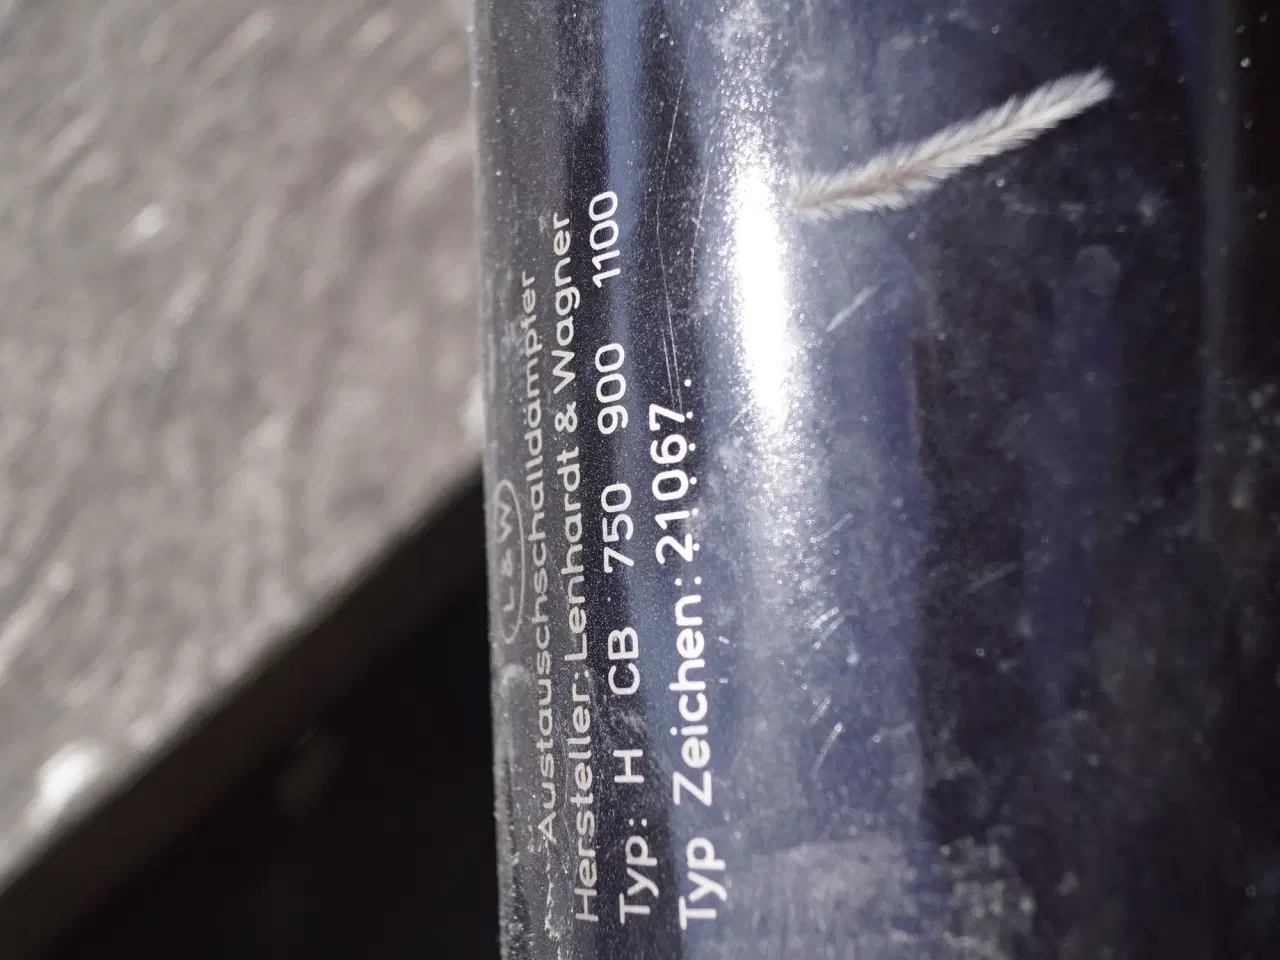 L & W
Austauschschalldämpfer
Hersteller: Lenhardt & Wagner
Typ: H CB 750 900 1100
Typ Zeichen: 21067.